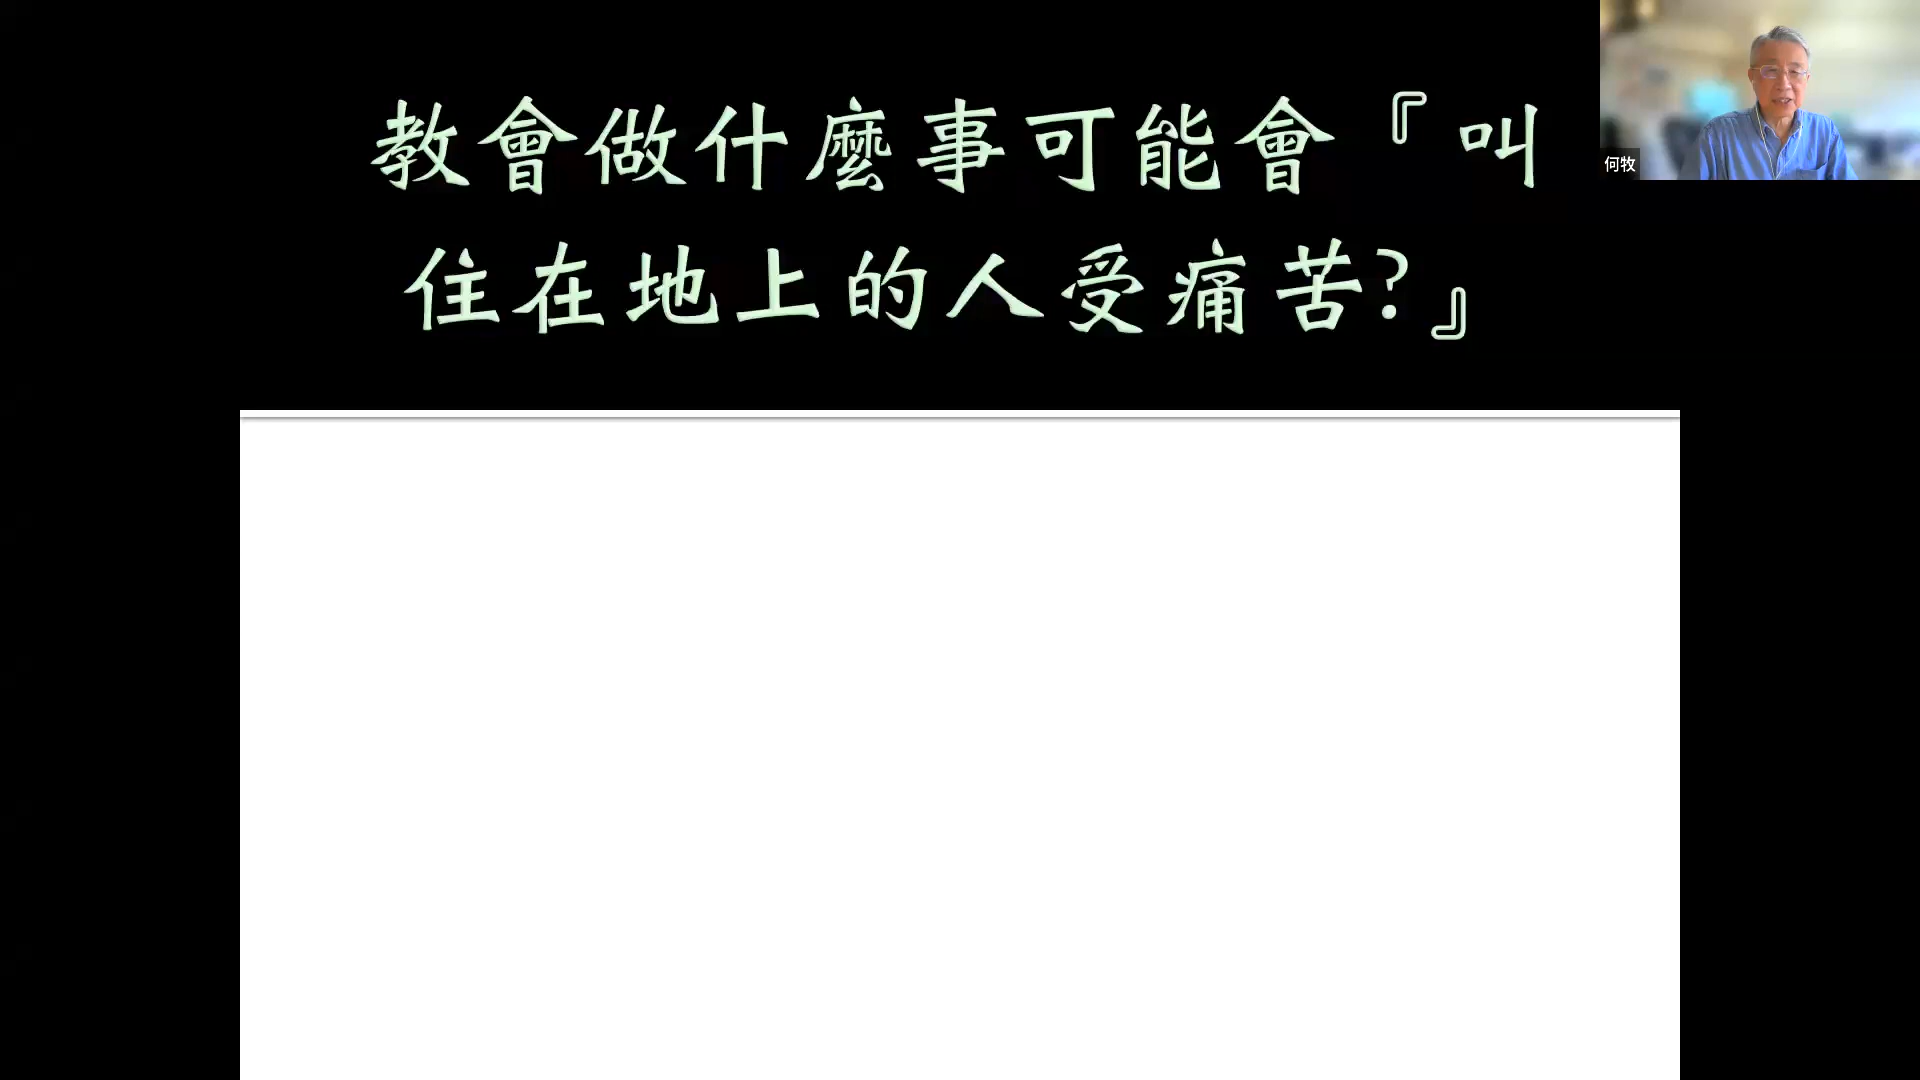 教會做什麼事可能會『叫
住在地上的人受痛苦?』
何牧